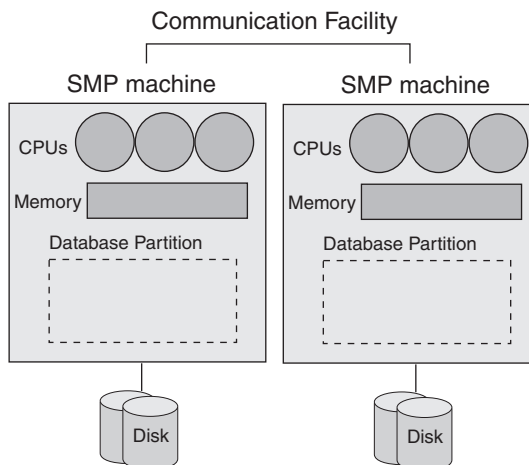 Communication Facility
SMP machine
CPUs
Memory
Database Partition
Disk
SMP machine
CPUs
Memory
Database Partition
Disk